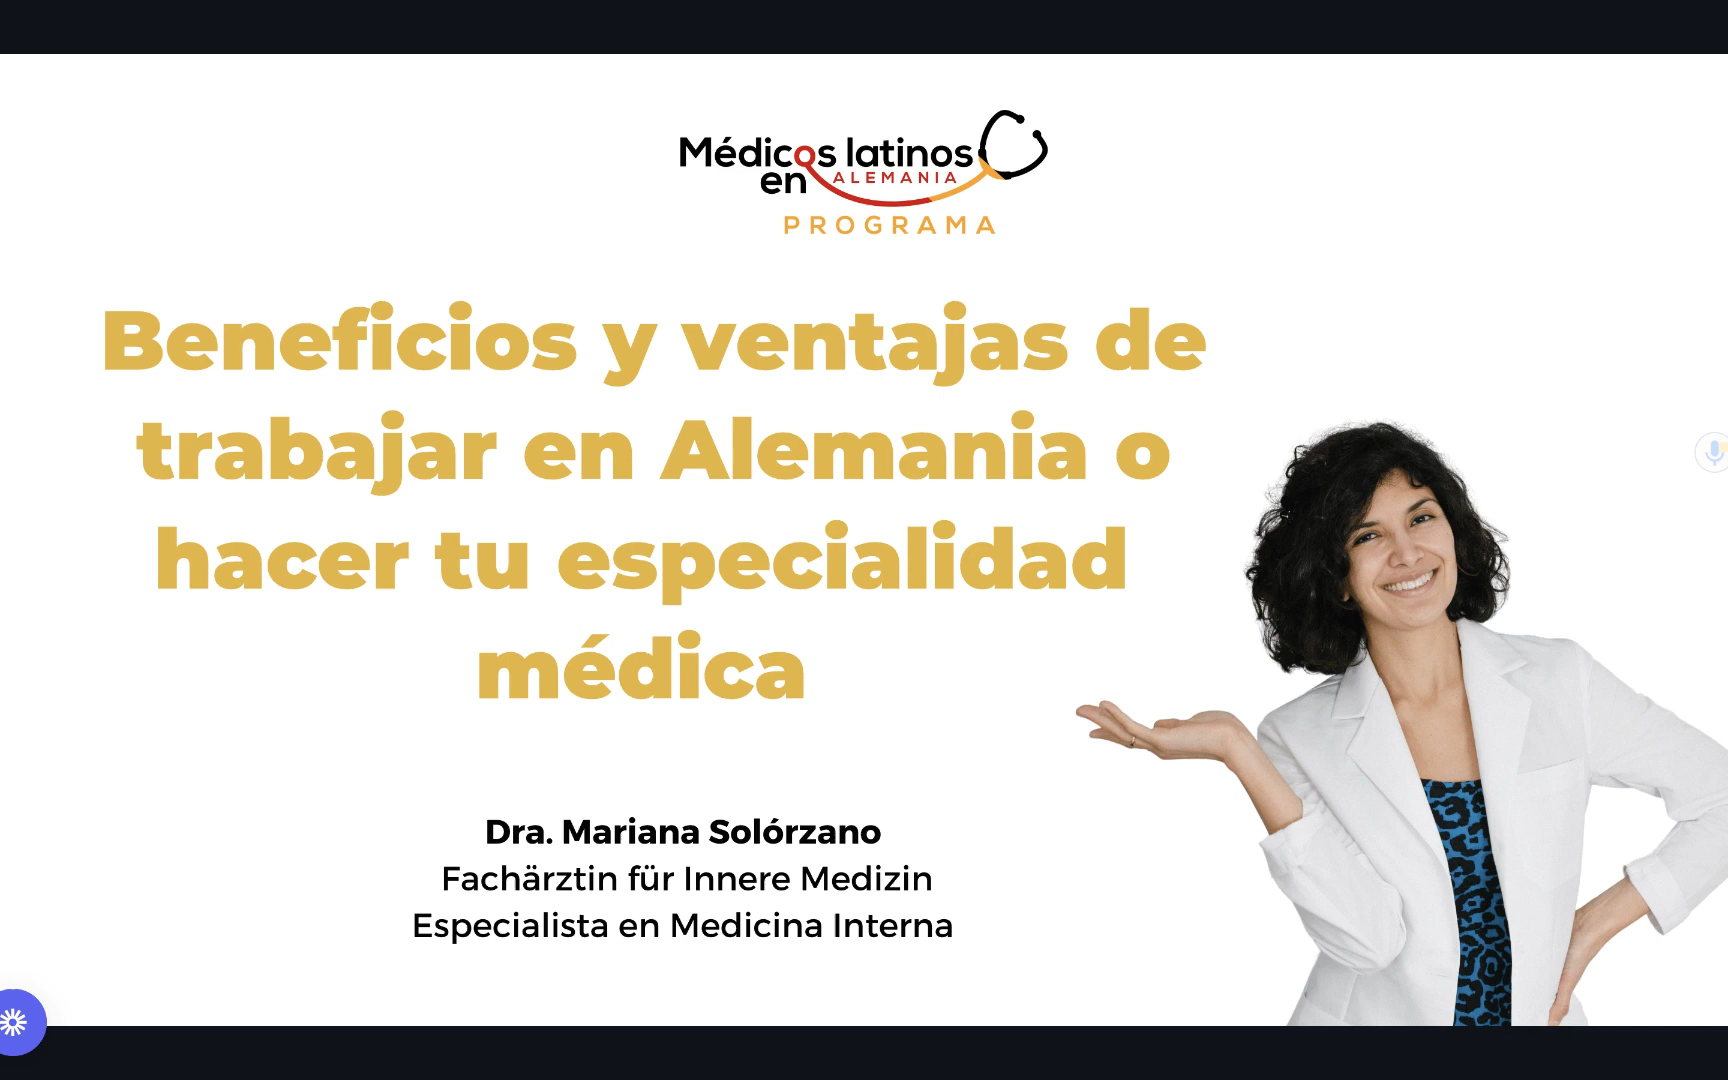 Médicos latinos
en ALEMANIA
PROGRAMA
Beneficios y ventajas de
trabajar en Alemania o
hacer tu especialidad
médica
Dra. Mariana Solórzano
Fachärztin für Innere Medizin
Especialista en Medicina Interna